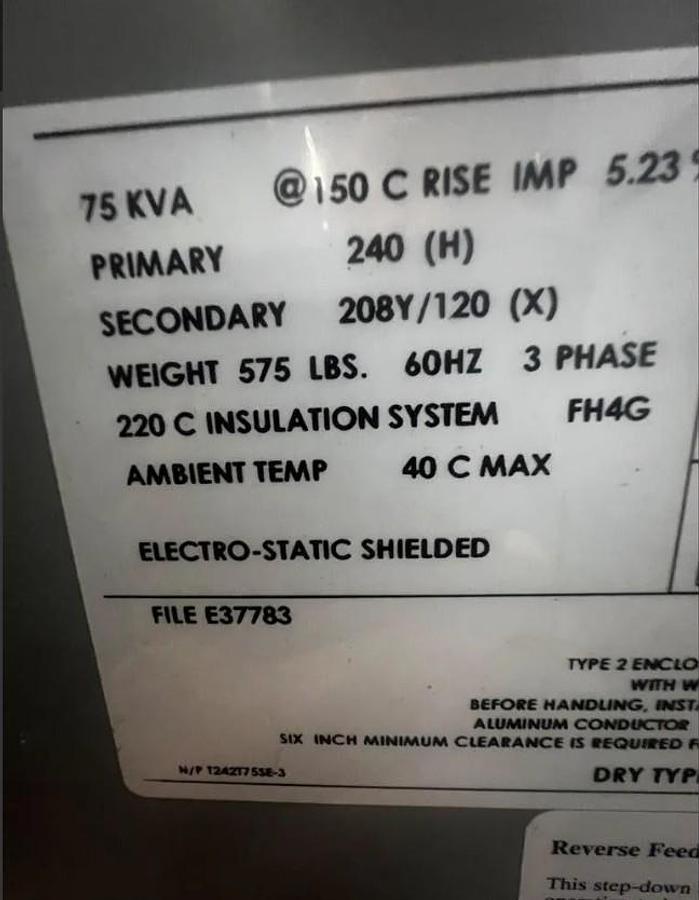 75 KVA @150 C RISE IMP 5.23%
PRIMARY 240 (H)
SECONDARY 208Y/120 (X)
WEIGHT 575 LBS. 60HZ 3 PHASE
220 C INSULATION SYSTEM FH4G
AMBIENT TEMP 40 C MAX
ELECTRO-STATIC SHIELDED
FILE E37783
TYPE 2 ENCLO
WITH W
BEFORE HANDLING, INST
ALUMINUM CONDUCTOR
SIX INCH MINIMUM CLEARANCE IS REQUIRED F
N/P T242T75SE-3 DRY TYP
Reverse Feed
This step-down